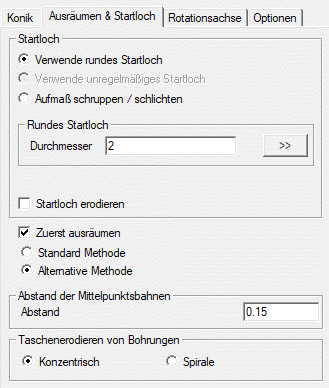 Konik Ausräumen & Startloch Rotationsachse Optionen
Startloch
Verwende rundes Startloch
Verwende unregelmäßiges Startloch
Aufmaß schruppen / schlichten
Rundes Startloch
Durchmesser 2 >>
Startloch erodieren
Zuerst ausräumen
Standard Methode
Alternative Methode
Abstand der Mittelpunktsbahnen
Abstand 0.15
Taschenerodieren von Bohrungen
Konzentrisch Spirale